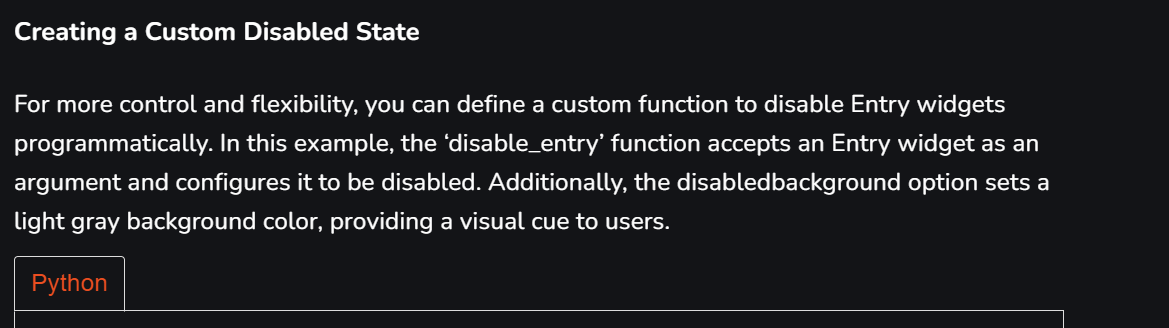 Creating a Custom Disabled State
For more control and flexibility, you can define a custom function to disable Entry widgets
programmatically. In this example, the ‘disable_entry’ function accepts an Entry widget as an
argument and configures it to be disabled. Additionally, the disabledbackground option sets a
light gray background color, providing a visual cue to users.
Python